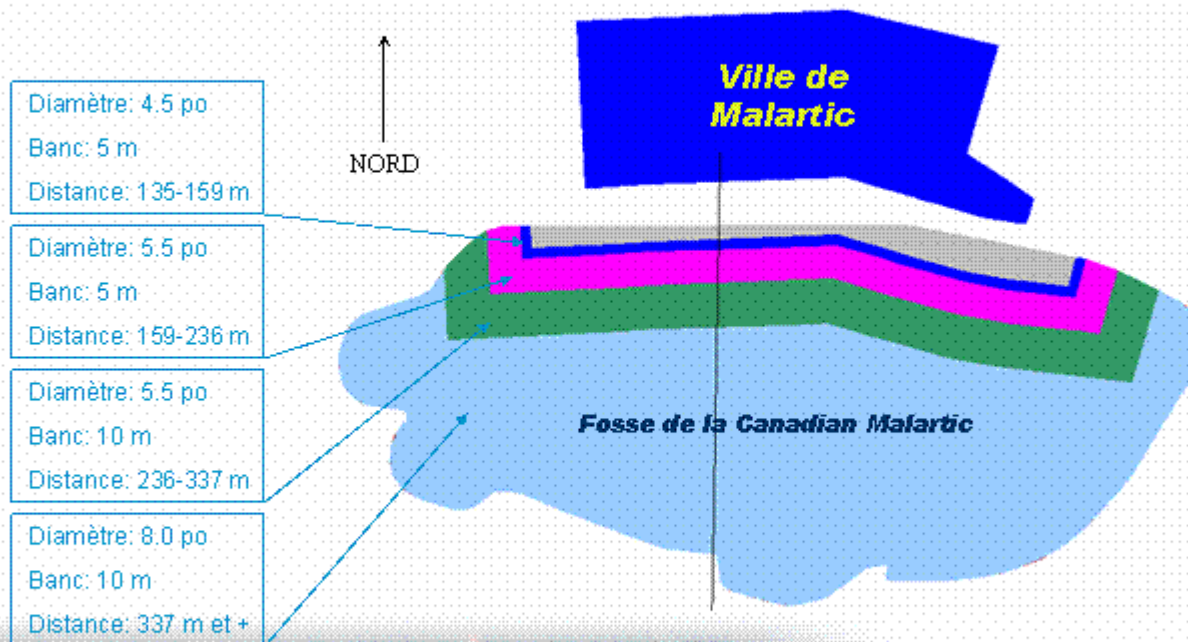 Ville de
Malartic
NORD
Diamètre: 4.5 po
Banc: 5 m
Distance: 135-159 m
Diamètre: 5.5 po
Banc: 5 m
Distance: 159-236 m
Diamètre: 5.5 po
Banc: 10 m
Distance: 236-337 m
Diamètre: 8.0 po
Banc: 10 m
Distance: 337 m et +
Fosse de la Canadian Malartic